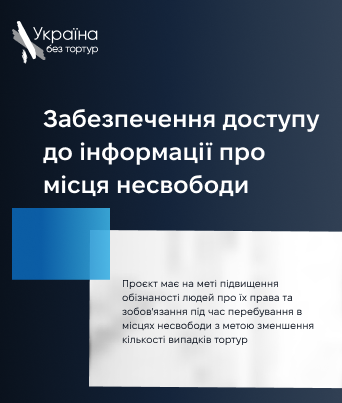 Україна
без тортур
Забезпечення доступу
до інформації про
місця несвободи
Проєкт має на меті підвищення
обізнаності людей про їх права та
зобов'язання під час перебування в
місцях несвободи з метою зменшення
кількості випадків тортур